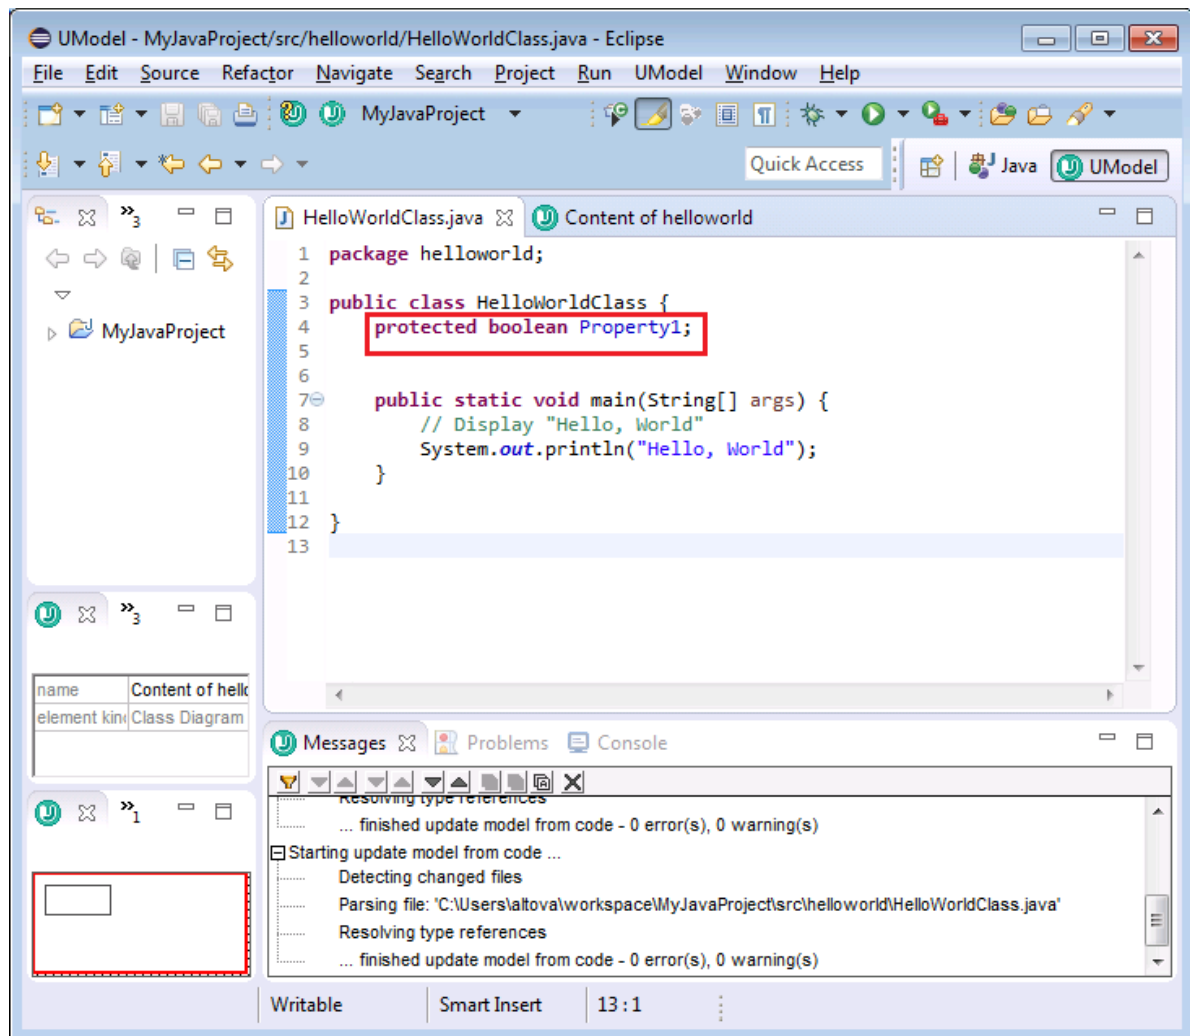 UModel - MyJavaProject/src/helloworld/HelloWorldClass.java - Eclipse
File Edit Source Refactor Navigate Search Project Run UModel Window Help
MyJavaProject
Quick Access Java UModel
»3
HelloWorldClass.java Content of helloworld
MyJavaProject
1 package helloworld;
2
3 public class HelloWorldClass {
4 protected boolean Property1;
5
6
7 public static void main(String[] args) {
8 // Display "Hello, World"
9 System.out.println("Hello, World");
10 }
11
12 }
13
»3
name Content of hello
element kin Class Diagram
Messages Problems Console
»1
Resolving type references
... finished update model from code - 0 error(s), 0 warning(s)
Starting update model from code ...
Detecting changed files
Parsing file: 'C:\Users\altova\workspace\MyJavaProject\src\helloworld\HelloWorldClass.java'
Resolving type references
... finished update model from code - 0 error(s), 0 warning(s)
Writable Smart Insert 13 : 1